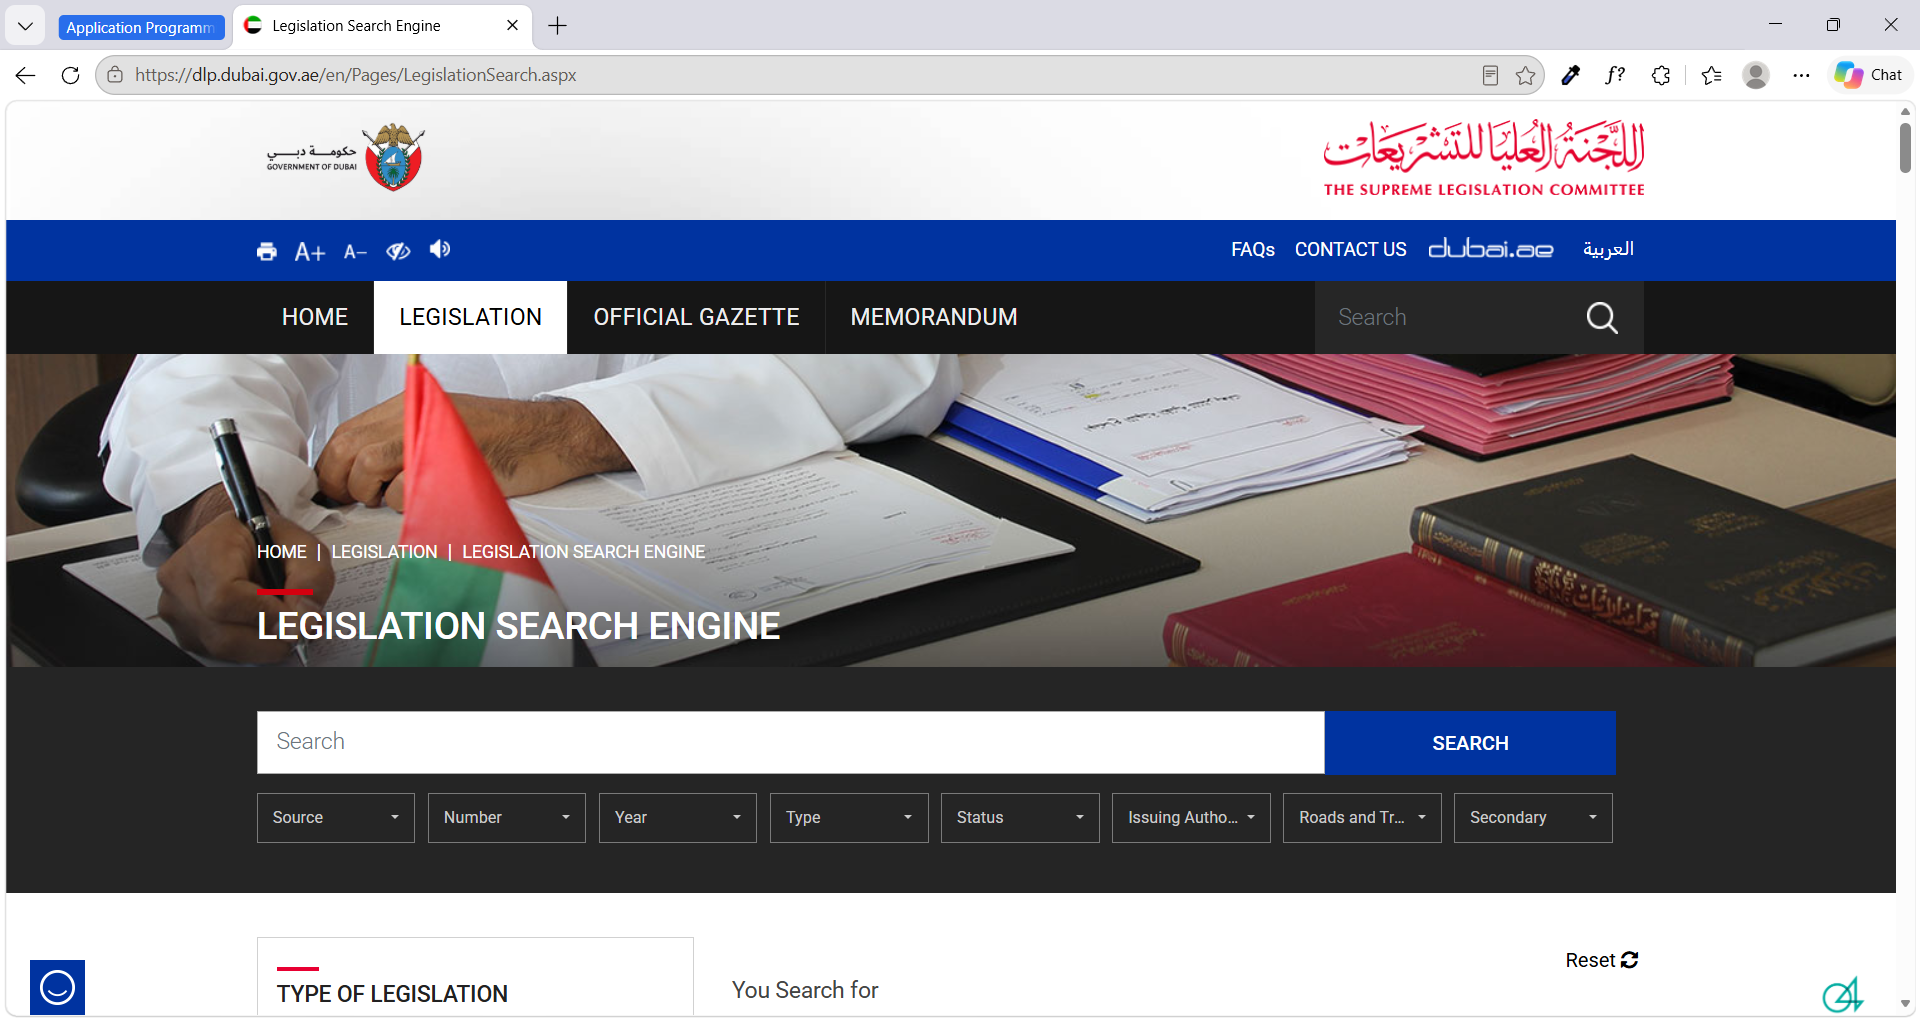 Application Programm
Legislation Search Engine
https://dlp.dubai.gov.ae/en/Pages/LegislationSearch.aspx
Chat
حكومة دبي
GOVERNMENT OF DUBAI
اللجنة العليا للتشريعات
THE SUPREME LEGISLATION COMMITTEE
A+ A-
FAQs CONTACT US dubai.ae العربية
HOME LEGISLATION OFFICIAL GAZETTE MEMORANDUM Search
HOME | LEGISLATION | LEGISLATION SEARCH ENGINE
LEGISLATION SEARCH ENGINE
Search SEARCH
Source Number Year Type Status Issuing Autho... Roads and Tr... Secondary
Reset
TYPE OF LEGISLATION You Search for